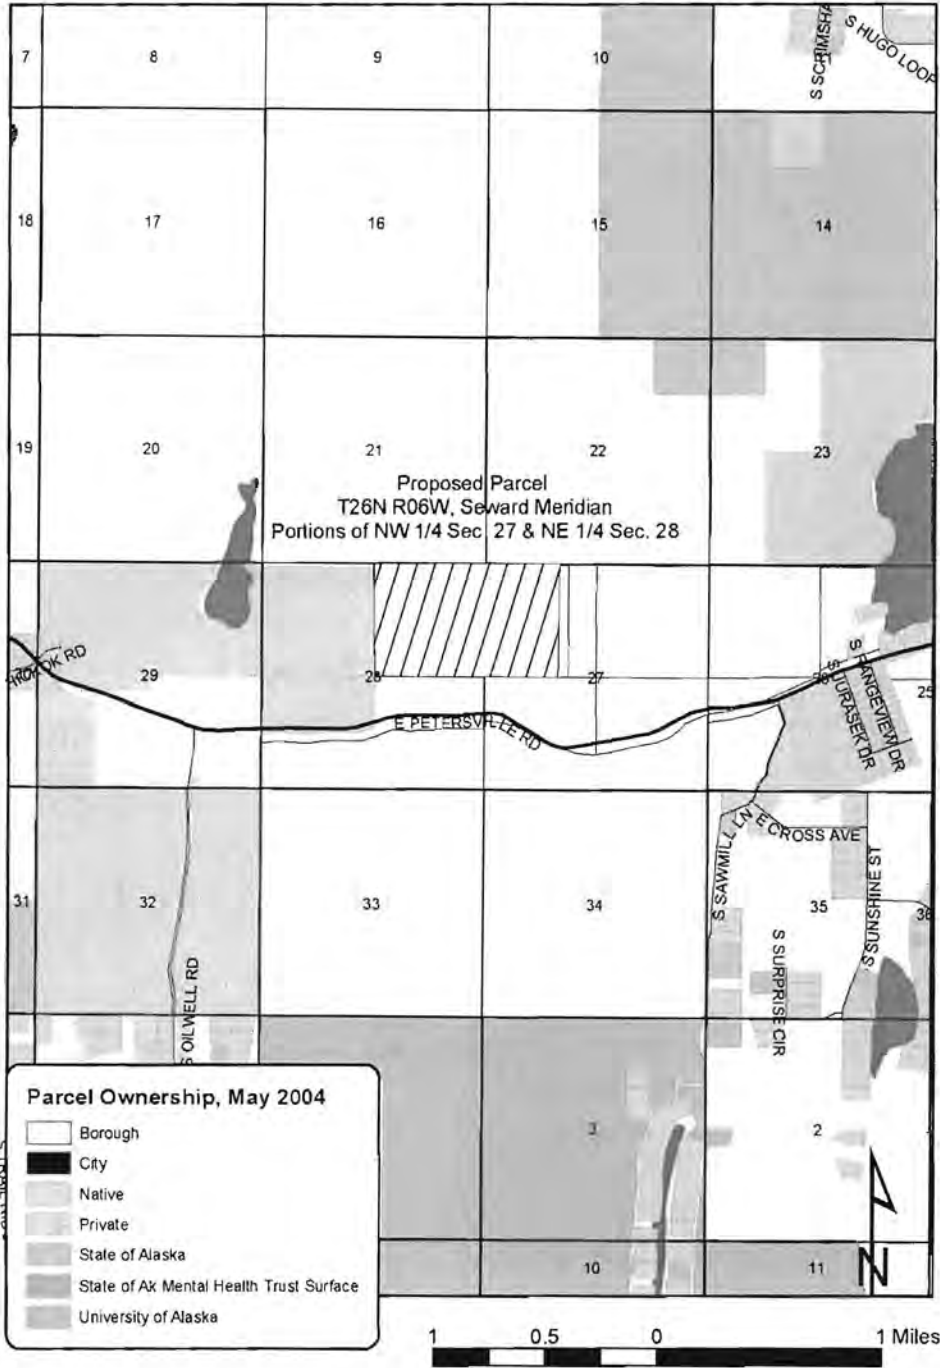 S SCRIMSHA
S HUGO LOOP
7 8 9 10
18 17 16 15 14
19 20 21 22 23
Proposed Parcel
T26N R06W, Seward Meridian
Portions of NW 1/4 Sec. 27 & NE 1/4 Sec. 28
OK RD
29 28 27 25
E PETERSVILLE RD
S RANGEVIEW DR
S JURASEK DR
S SAWMILL LN
E CROSS AVE
31 32 33 34 35 36
S SUNSHINE ST
S SURPRISE CIR
S OILWELL RD
3 2
10 11
Parcel Ownership, May 2004
Borough
City
Native
Private
State of Alaska
State of Ak Mental Health Trust Surface
University of Alaska
N
1 0.5 0 1 Miles